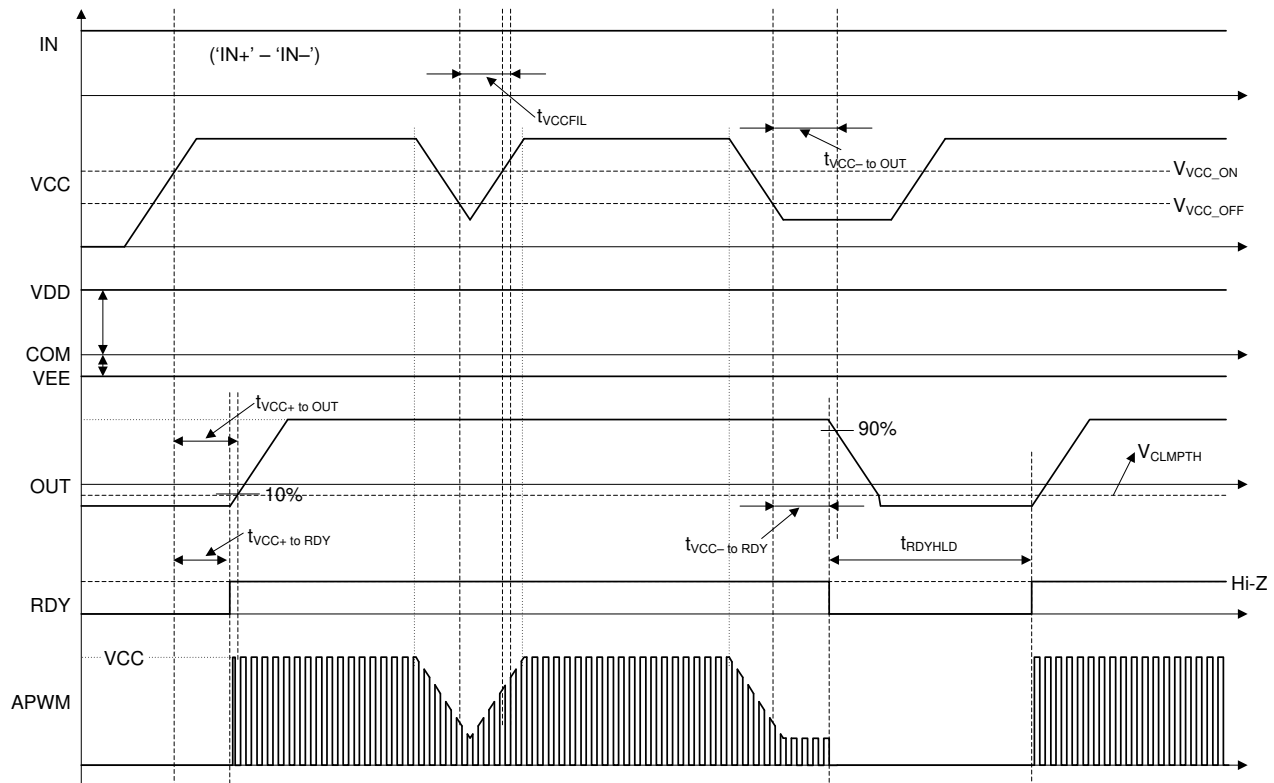 IN
('IN+' – 'IN–')
tVCCFIL
tVCC– to OUT
VCC
VVCC_ON
VVCC_OFF
VDD
COM
VEE
tVCC+ to OUT
90%
VCLMPTH
OUT
10%
tVCC+ to RDY
tVCC– to RDY
tRDYHLD
Hi-Z
RDY
VCC
APWM